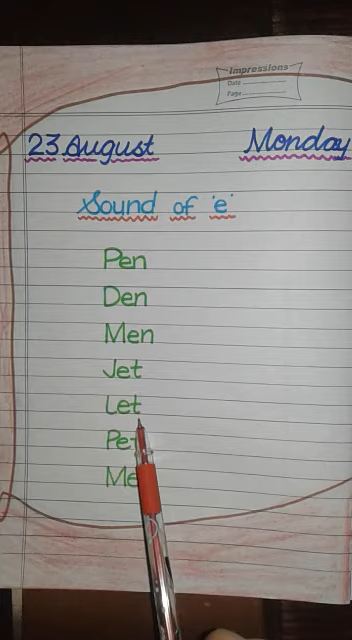 Impressions
Date
Page
23 August Monday
Sound of 'e'
Pen
Den
Men
Jet
Let